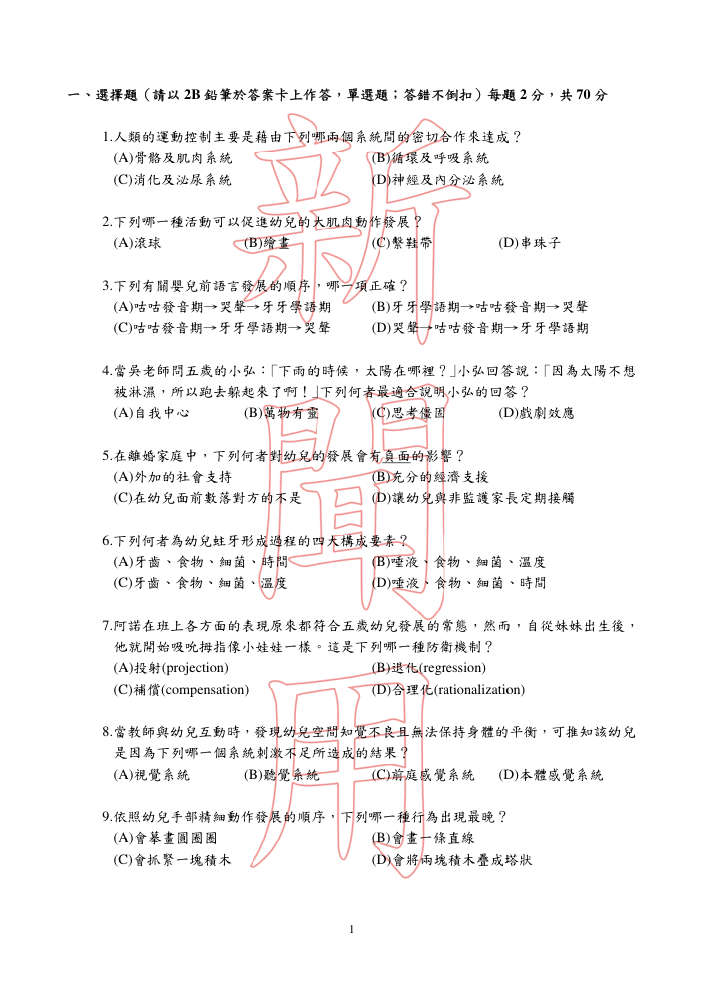 一、選擇題（請以 2B 鉛筆於答案卡上作答，單選題；答錯不倒扣）每題 2 分，共 70 分
1.人類的運動控制主要是藉由下列哪兩個系統間的密切合作來達成？
(A)骨骼及肌肉系統 (B)循環及呼吸系統
(C)消化及泌尿系統 (D)神經及內分泌系統
2.下列哪一種活動可以促進幼兒的大肌肉動作發展？
(A)滾球 (B)繪畫 (C)繫鞋帶 (D)串珠子
3.下列有關嬰兒前語言發展的順序，哪一項正確？
(A)咕咕發音期→哭聲→牙牙學語期 (B)牙牙學語期→咕咕發音期→哭聲
(C)咕咕發音期→牙牙學語期→哭聲 (D)哭聲→咕咕發音期→牙牙學語期
4.當吳老師問五歲的小弘：「下雨的時候，太陽在哪裡？」小弘回答說：「因為太陽不想
被淋濕，所以跑去躲起來了啊！」下列何者最適合說明小弘的回答？
(A)自我中心 (B)萬物有靈 (C)思考僵固 (D)戲劇效應
5.在離婚家庭中，下列何者對幼兒的發展會有負面的影響？
(A)外加的社會支持 (B)充分的經濟支援
(C)在幼兒面前數落對方的不是 (D)讓幼兒與非監護家長定期接觸
6.下列何者為幼兒蛀牙形成過程的四大構成要素？
(A)牙齒、食物、細菌、時間 (B)唾液、食物、細菌、溫度
(C)牙齒、食物、細菌、溫度 (D)唾液、食物、細菌、時間
7.阿諾在班上各方面的表現原來都符合五歲幼兒發展的常態，然而，自從妹妹出生後，
他就開始吸吮拇指像小娃娃一樣。這是下列哪一種防衛機制？
(A)投射(projection) (B)退化(regression)
(C)補償(compensation) (D)合理化(rationalization)
8.當教師與幼兒互動時，發現幼兒空間知覺不良且無法保持身體的平衡，可推知該幼兒
是因為下列哪一個系統刺激不足所造成的結果？
(A)視覺系統 (B)聽覺系統 (C)前庭感覺系統 (D)本體感覺系統
9.依照幼兒手部精細動作發展的順序，下列哪一種行為出現最晚？
(A)會摹畫圓圈圈 (B)會畫一條直線
(C)會抓緊一塊積木 (D)會將兩塊積木疊成塔狀
1
新聞用